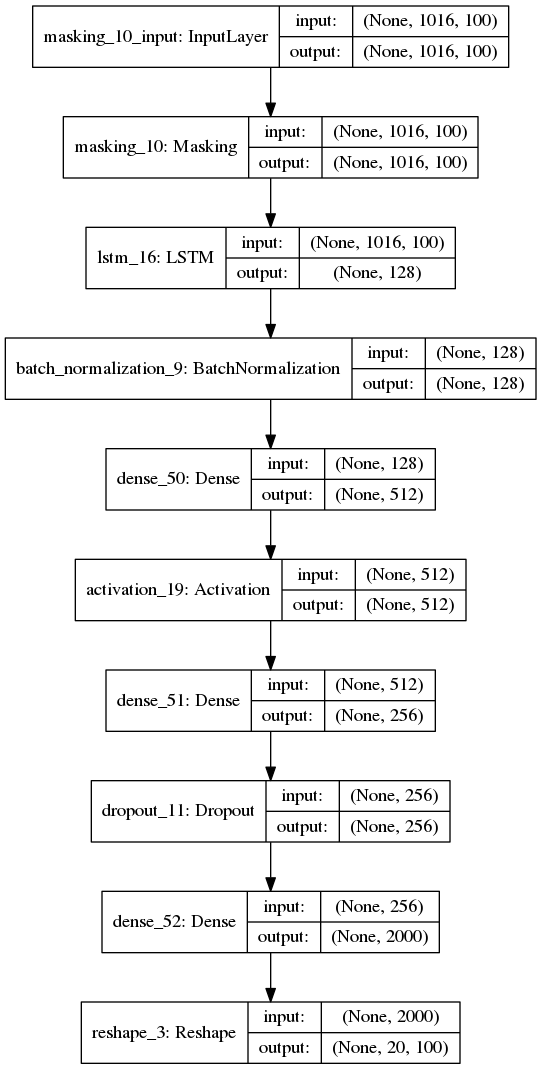 masking_10_input: InputLayer
input: (None, 1016, 100)
output: (None, 1016, 100)
masking_10: Masking
input: (None, 1016, 100)
output: (None, 1016, 100)
lstm_16: LSTM
input: (None, 1016, 100)
output: (None, 128)
batch_normalization_9: BatchNormalization
input: (None, 128)
output: (None, 128)
dense_50: Dense
input: (None, 128)
output: (None, 512)
activation_19: Activation
input: (None, 512)
output: (None, 512)
dense_51: Dense
input: (None, 512)
output: (None, 256)
dropout_11: Dropout
input: (None, 256)
output: (None, 256)
dense_52: Dense
input: (None, 256)
output: (None, 2000)
reshape_3: Reshape
input: (None, 2000)
output: (None, 20, 100)